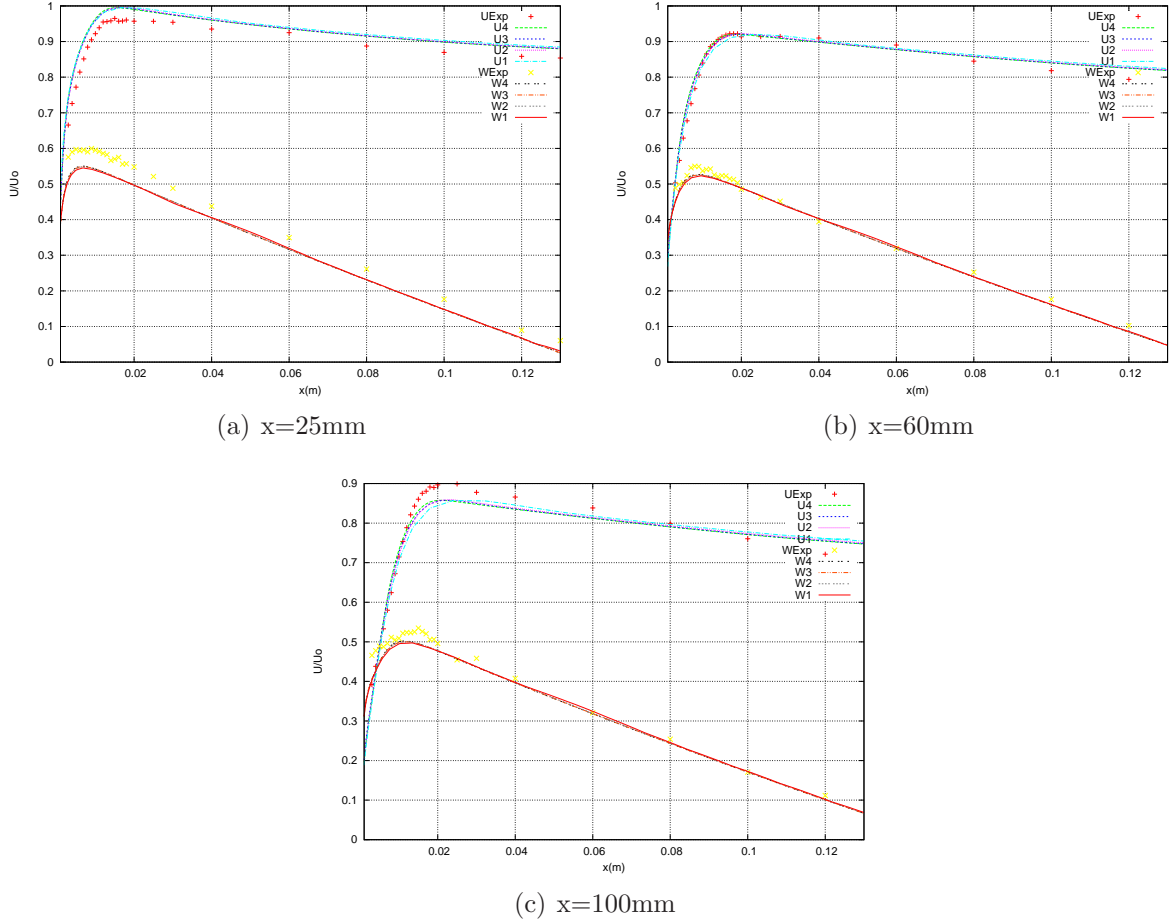 1
0.9
0.8
0.7
0.6
0.5
0.4
0.3
0.2
0.1
0
U/Uo
0.02 0.04 0.06 0.08 0.1 0.12
x(m)
UExp
U4
U3
U2
U1
WExp
W4
W3
W2
W1
(a) x=25mm
1
0.9
0.8
0.7
0.6
0.5
0.4
0.3
0.2
0.1
0
U/Uo
0.02 0.04 0.06 0.08 0.1 0.12
x(m)
UExp
U4
U3
U2
U1
WExp
W4
W3
W2
W1
(b) x=60mm
0.9
0.8
0.7
0.6
0.5
0.4
0.3
0.2
0.1
0
U/Uo
0.02 0.04 0.06 0.08 0.1 0.12
x(m)
UExp
U4
U3
U2
U1
WExp
W4
W3
W2
W1
(c) x=100mm